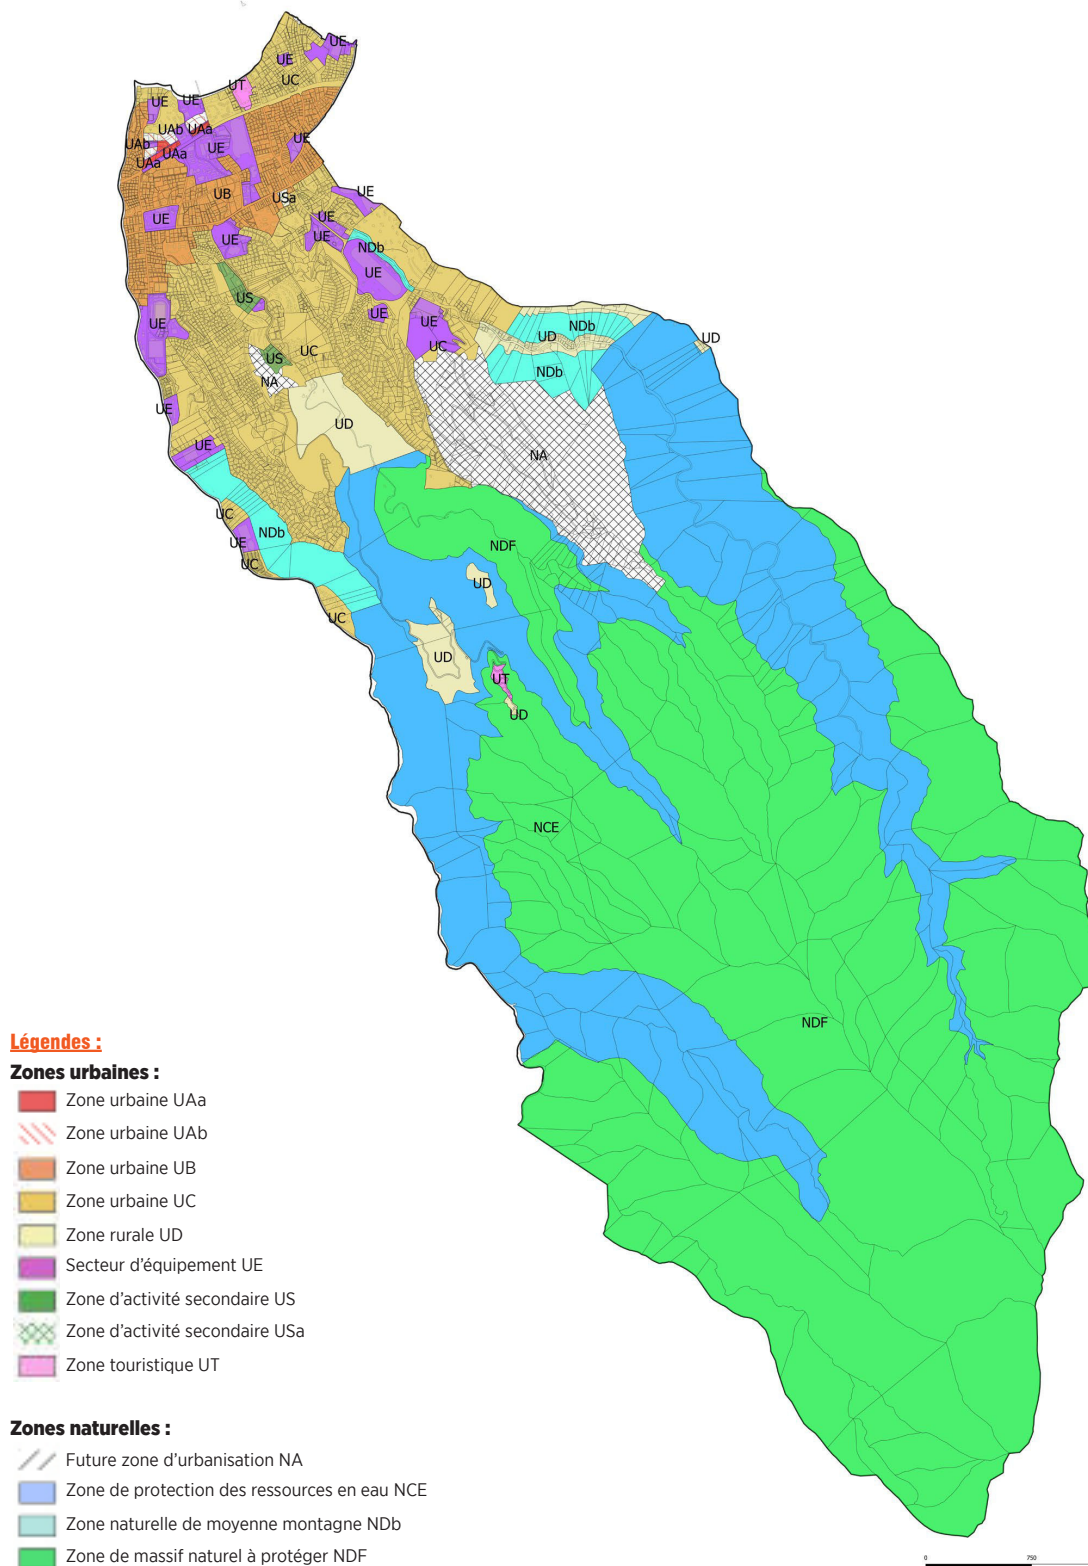 UE
UE
UC
UT
UE
UE
UAb
UAa
UAb
UAa
UAa
UE
UE
UB
USa
UE
UE
UE
UE
UE
NDb
UE
US
UE
UE
UE
UC
UC
US
NA
NDb
UD
NDb
UD
UE
UD
UE
NA
UC
UE
NDb
UC
NDF
UD
UC
UD
UT
UD
NCE
NDF
Légendes :
Zones urbaines :
Zone urbaine UAa
Zone urbaine UAb
Zone urbaine UB
Zone urbaine UC
Zone rurale UD
Secteur d'équipement UE
Zone d'activité secondaire US
Zone d'activité secondaire USa
Zone touristique UT
Zones naturelles :
Future zone d'urbanisation NA
Zone de protection des ressources en eau NCE
Zone naturelle de moyenne montagne NDb
Zone de massif naturel à protéger NDF
0 750